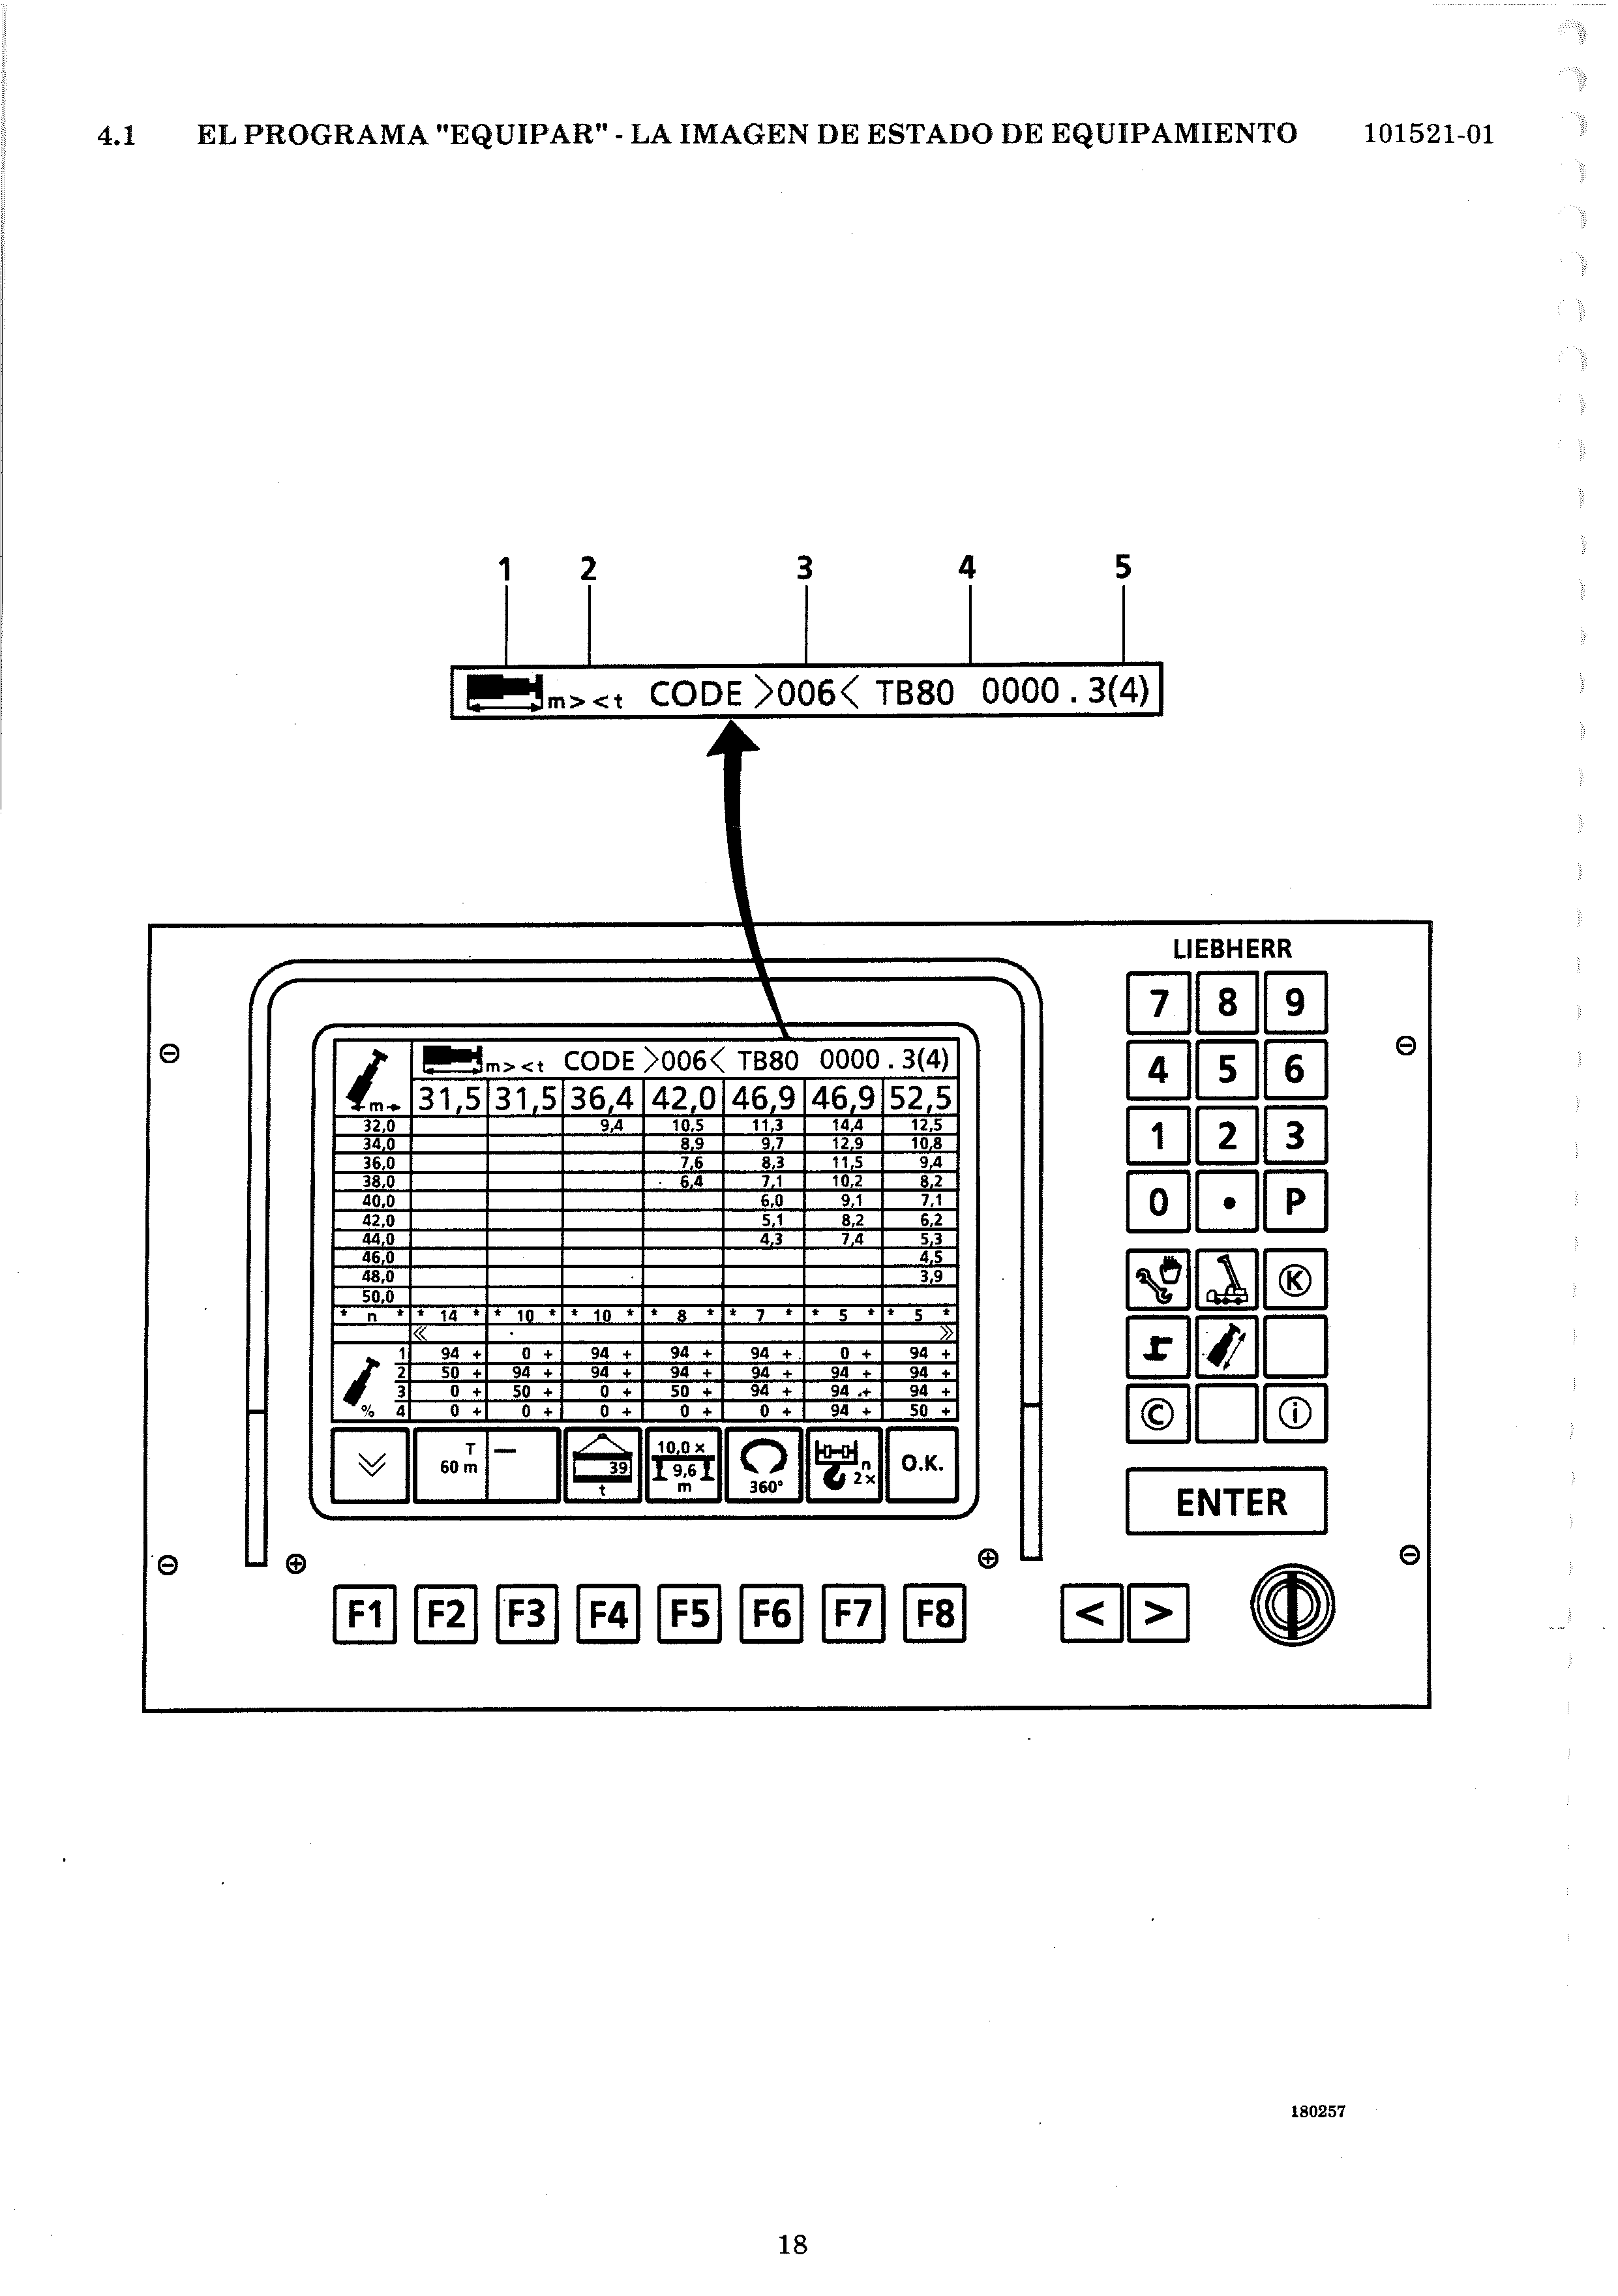 4.1 EL PROGRAMA "EQUIPAR" - LA IMAGEN DE ESTADO DE EQUIPAMIENTO 101521-01
1 2 3 4 5
m > < t CODE >006< TB80 0000 . 3(4)
LIEBHERR
7 8 9
4 5 6
1 2 3
0 • P
K
C i
ENTER
m > < t CODE >006< TB80 0000 . 3(4)
m 31,5 31,5 36,4 42,0 46,9 46,9 52,5
32,0 9,4 10,5 11,3 14,4 12,5
34,0 8,9 9,7 12,9 10,8
36,0 7,6 8,3 11,5 9,4
38,0 6,4 7,1 10,2 8,2
40,0 6,0 9,1 7,1
42,0 5,1 8,2 6,2
44,0 4,3 7,4 5,3
46,0 4,5
48,0 3,9
50,0
* n * * 14 * * 10 * * 10 * * 8 * * 7 * * 5 * * 5 *
« »
1 94 + 0 + 94 + 94 + 94 + 0 + 94 +
2 50 + 94 + 94 + 94 + 94 + 94 + 94 +
3 0 + 50 + 0 + 50 + 94 + 94 + 94 +
% 4 0 + 0 + 0 + 0 + 0 + 94 + 50 +
T 60 m — 39 t 10,0 x 9,6 m 360° n 2 x O.K.
F1 F2 F3 F4 F5 F6 F7 F8 < >
180257
18